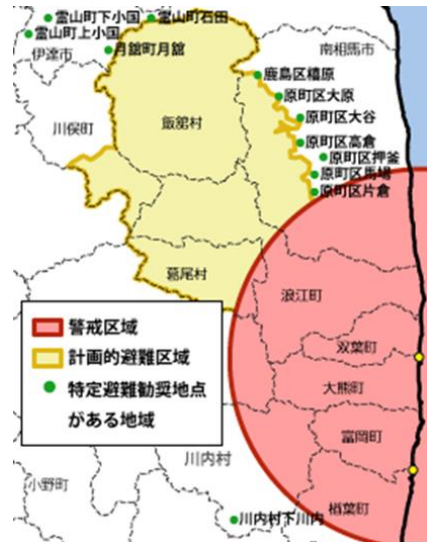 霊山町下小国
霊山町石田
霊山町上小国
伊達市
月舘町月舘
南相馬市
鹿島区橲原
原町区大原
原町区大谷
川俣町
飯舘村
原町区高倉
原町区押釜
原町区馬場
原町区片倉
葛尾村
浪江町
警戒区域
計画的避難区域
特定避難勧奨地点
がある地域
双葉町
大熊町
富岡町
川内村
小野町
楢葉町
川内村下川内